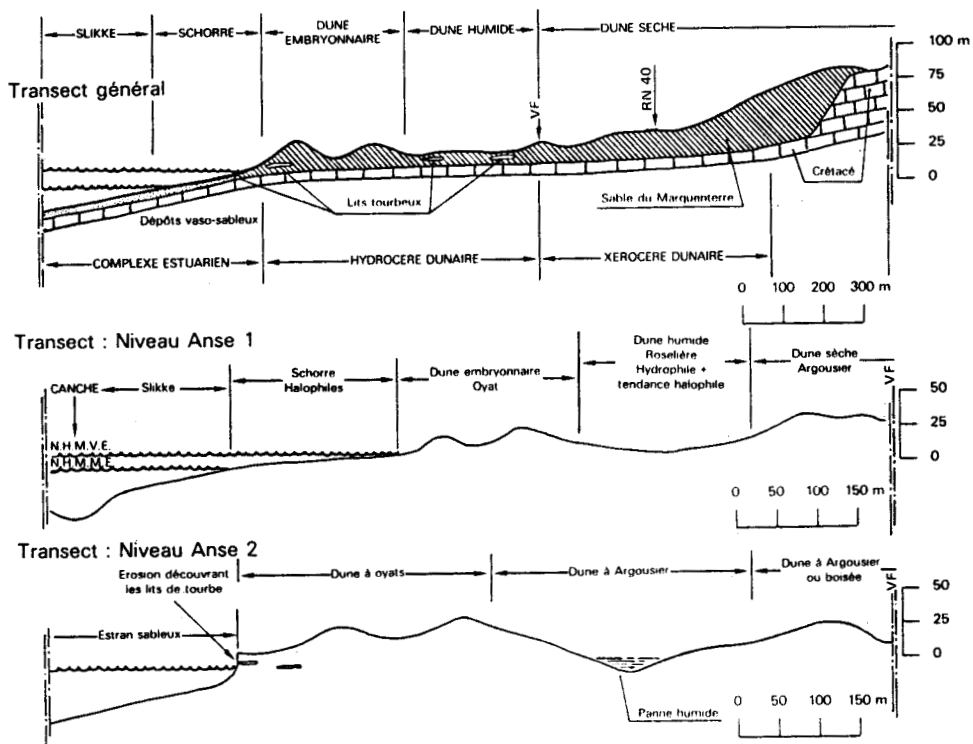 SLIKKE
SCHORRE
DUNE
EMBRYONNAIRE
DUNE HUMIDE
DUNE SECHE
100 m
75
50
25
0
Transect général
VF
RN 40
Crétacé
Lits tourbeux
Sable du Marquenterre
Dépôts vaso-sableux
COMPLEXE ESTUARIEN
HYDROCERE DUNAIRE
XEROCERE DUNAIRE
0 100 200 300 m
Transect : Niveau Anse 1
CANCHE
Slikke
Schorre
Halophiles
Dune embryonnaire
Oyat
Dune humide
Roselière
Hydrophile +
tendance halophile
Dune sèche
Argousier
VF
50
25
0
N.H.M.V.E.
N.H.M.M.E.
0 50 100 150 m
Transect : Niveau Anse 2
Erosion découvrant
les lits de tourbe
Dune à oyats
Dune à Argousier
Dune à Argousier
ou boisée
VF
50
25
0
Estran sableux
Panne humide
0 50 100 150 m